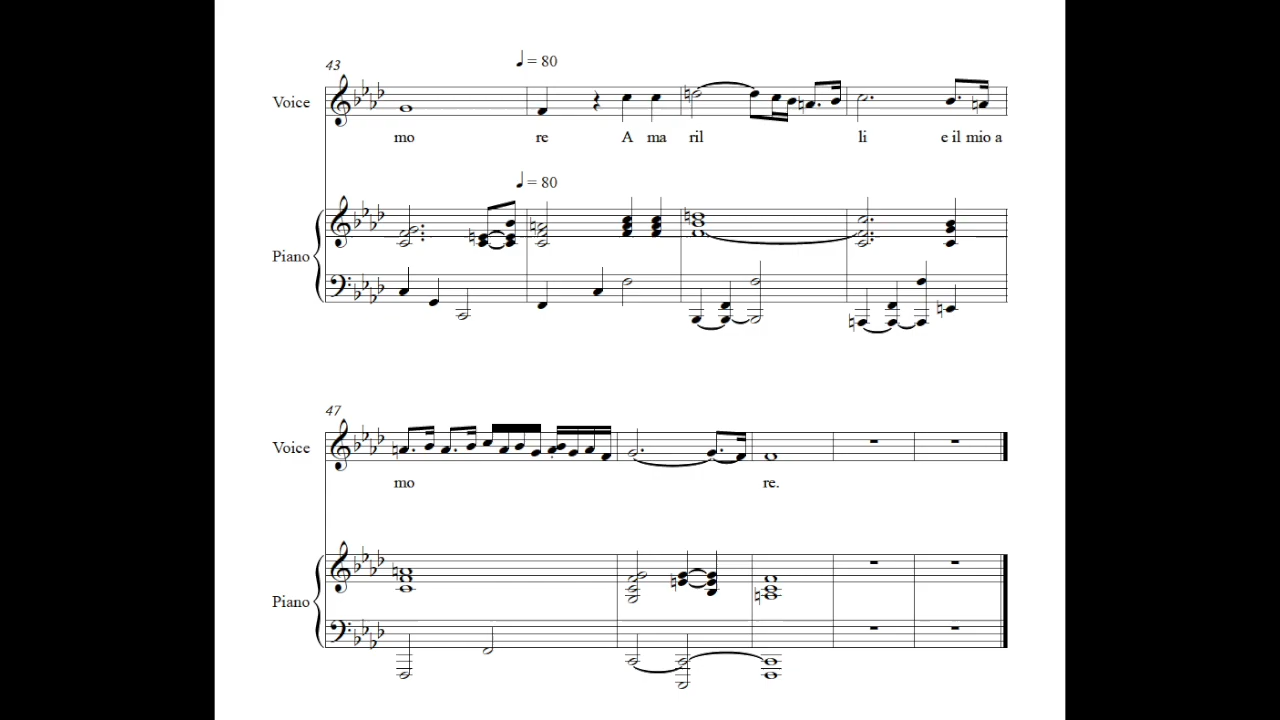 ♩ = 80
43
Voice
mo re A ma ril li e il mio a
♩ = 80
Piano
47
Voice
mo re.
Piano